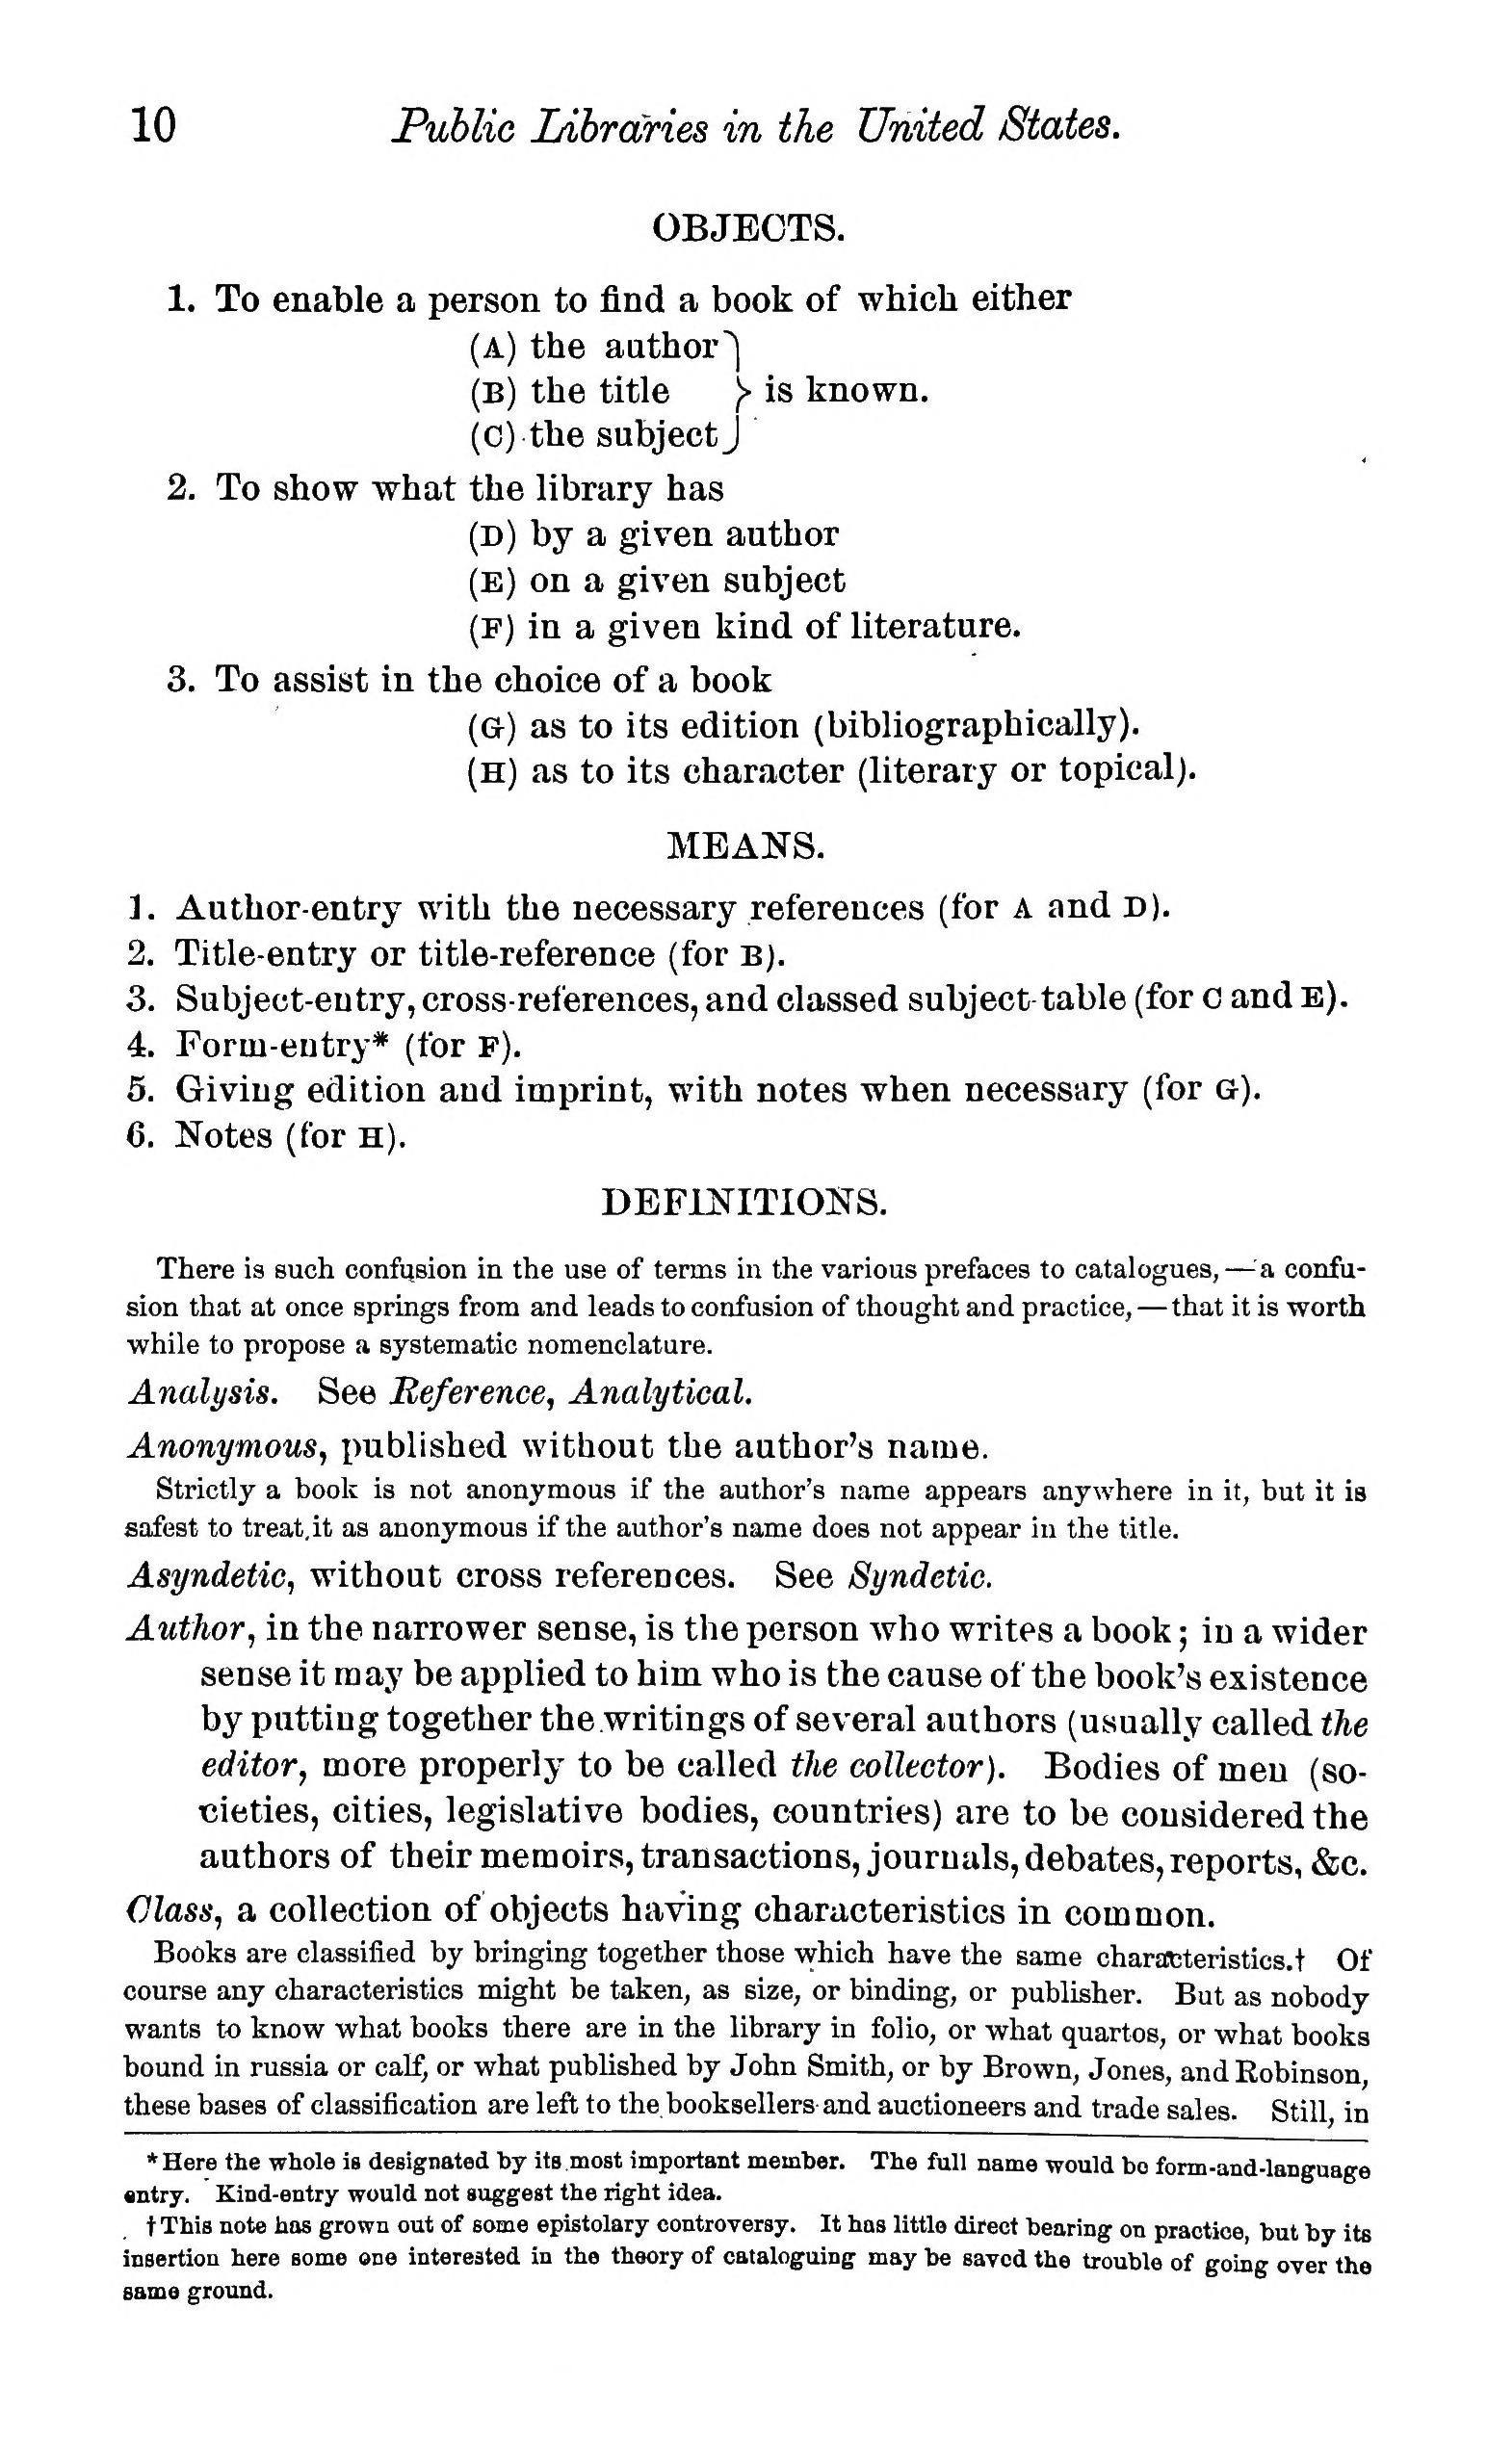 10 Public Libraries in the United States.
OBJECTS.
1. To enable a person to find a book of which either
(A) the author
(B) the title } is known.
(C) the subject
2. To show what the library has
(D) by a given author
(E) on a given subject
(F) in a given kind of literature.
3. To assist in the choice of a book
(G) as to its edition (bibliographically).
(H) as to its character (literary or topical).
MEANS.
1. Author-entry with the necessary references (for A and D).
2. Title-entry or title-reference (for B).
3. Subject-entry, cross-references, and classed subject-table (for C and E).
4. Form-entry* (for F).
5. Giving edition and imprint, with notes when necessary (for G).
6. Notes (for H).
DEFINITIONS.
There is such confusion in the use of terms in the various prefaces to catalogues,—a confu-
sion that at once springs from and leads to confusion of thought and practice,—that it is worth
while to propose a systematic nomenclature.
Analysis. See Reference, Analytical.
Anonymous, published without the author's name.
Strictly a book is not anonymous if the author's name appears anywhere in it, but it is
safest to treat it as anonymous if the author's name does not appear in the title.
Asyndetic, without cross references. See Syndetic.
Author, in the narrower sense, is the person who writes a book; in a wider
sense it may be applied to him who is the cause of the book's existence
by putting together the writings of several authors (usually called the
editor, more properly to be called the collector). Bodies of men (so-
cieties, cities, legislative bodies, countries) are to be considered the
authors of their memoirs, transactions, journals, debates, reports, &c.
Class, a collection of objects having characteristics in common.
Books are classified by bringing together those which have the same characteristics.† Of
course any characteristics might be taken, as size, or binding, or publisher. But as nobody
wants to know what books there are in the library in folio, or what quartos, or what books
bound in russia or calf, or what published by John Smith, or by Brown, Jones, and Robinson,
these bases of classification are left to the booksellers and auctioneers and trade sales. Still, in
*Here the whole is designated by its most important member. The full name would be form-and-language
entry. Kind-entry would not suggest the right idea.
†This note has grown out of some epistolary controversy. It has little direct bearing on practice, but by its
insertion here some one interested in the theory of cataloguing may be saved the trouble of going over the
same ground.